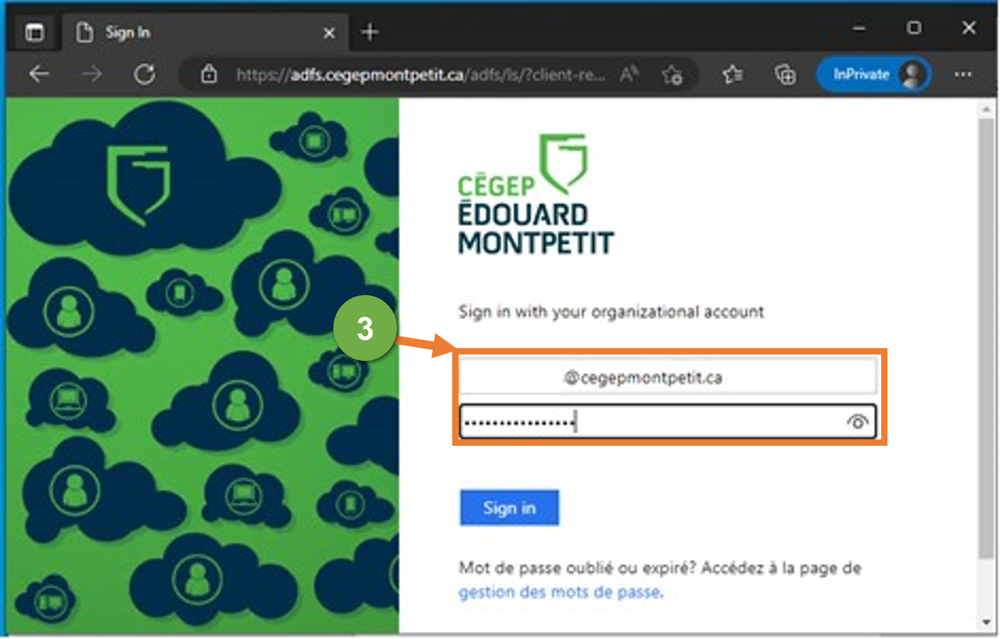 Sign In
https://adfs.cegepmontpetit.ca/adfs/ls/?client-re...
InPrivate
CÉGEP
ÉDOUARD
MONTPETIT
Sign in with your organizational account
3
@cegepmontpetit.ca
Sign in
Mot de passe oublié ou expiré? Accédez à la page de
gestion des mots de passe.